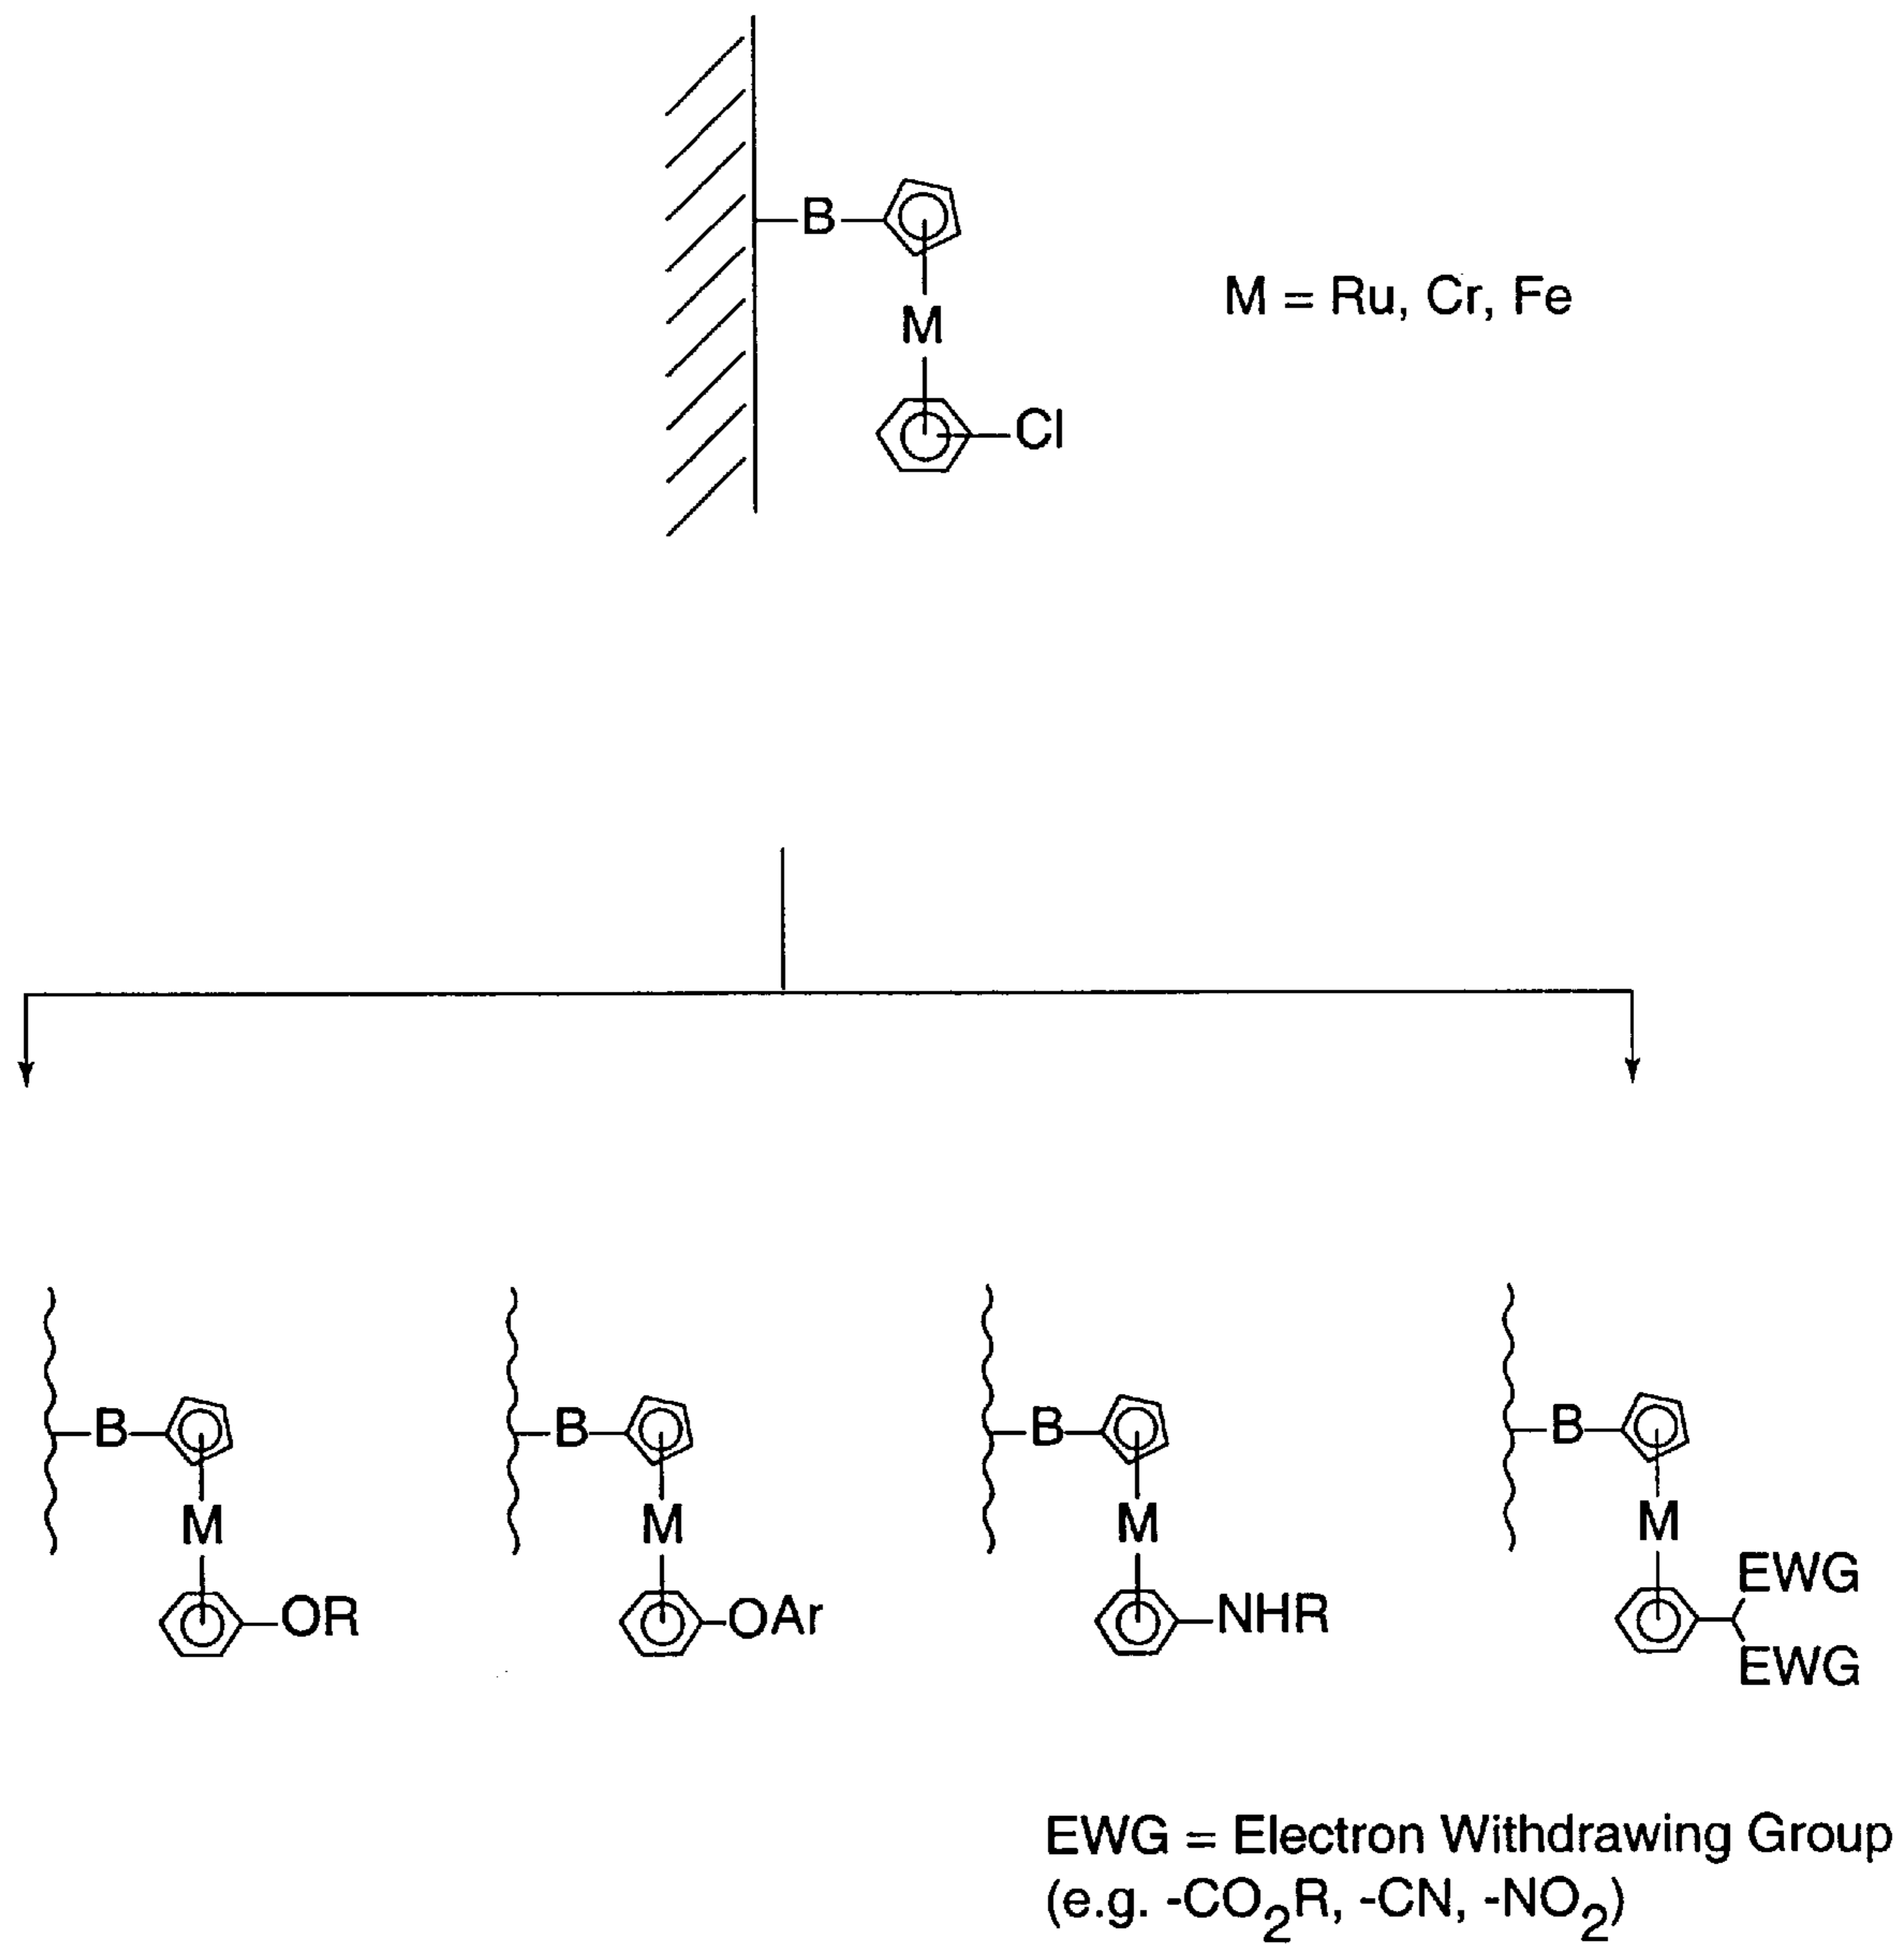 B
M = Ru, Cr, Fe
M
Cl
B
B
B
B
M
M
M
M
EWG
OR
OAr
NHR
EWG
EWG = Electron Withdrawing Group
(e.g. -CO2R, -CN, -NO2)